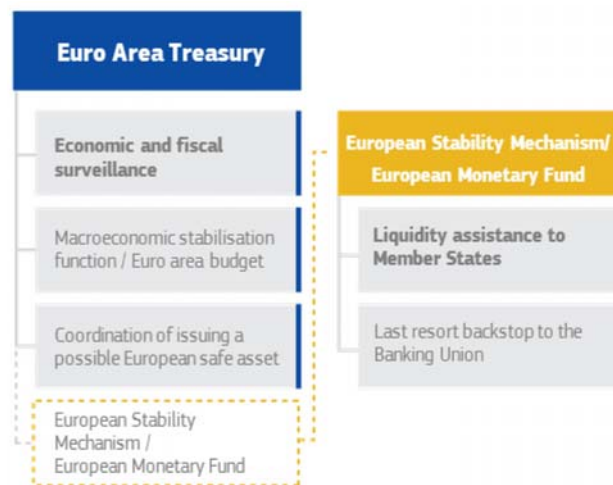 Euro Area Treasury
Economic and fiscal
surveillance
Macroeconomic stabilisation
function / Euro area budget
Coordination of issuing a
possible European safe asset
European Stability
Mechanism /
European Monetary Fund
European Stability Mechanism/
European Monetary Fund
Liquidity assistance to
Member States
Last resort backstop to the
Banking Union